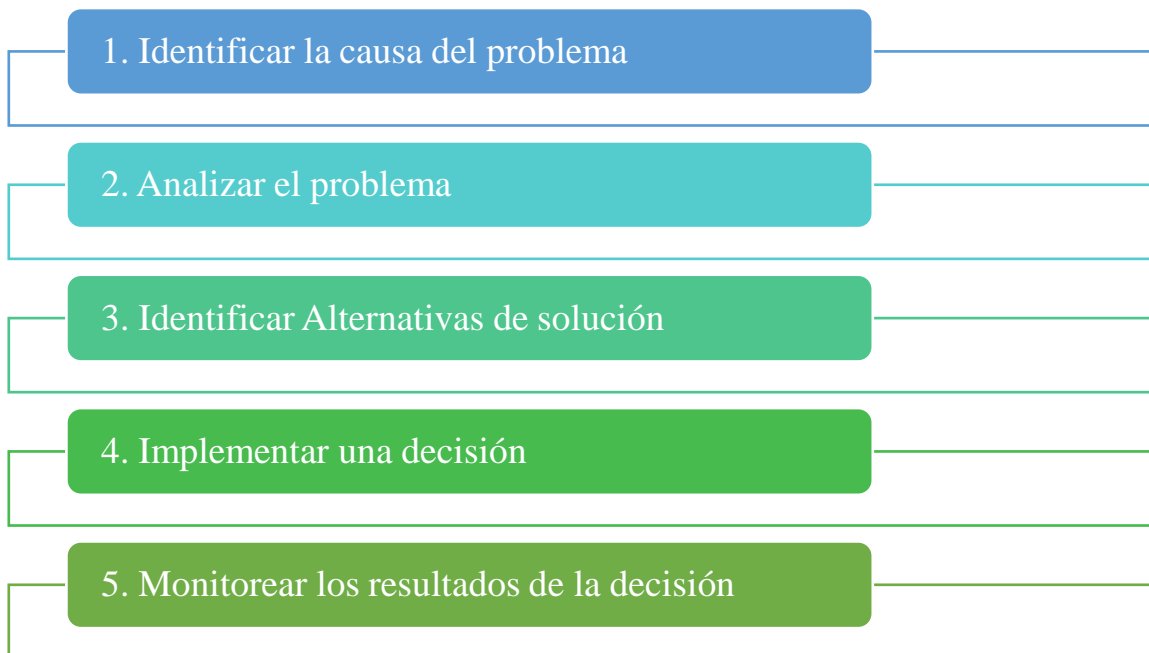 1. Identificar la causa del problema
2. Analizar el problema
3. Identificar Alternativas de solución
4. Implementar una decisión
5. Monitorear los resultados de la decisión